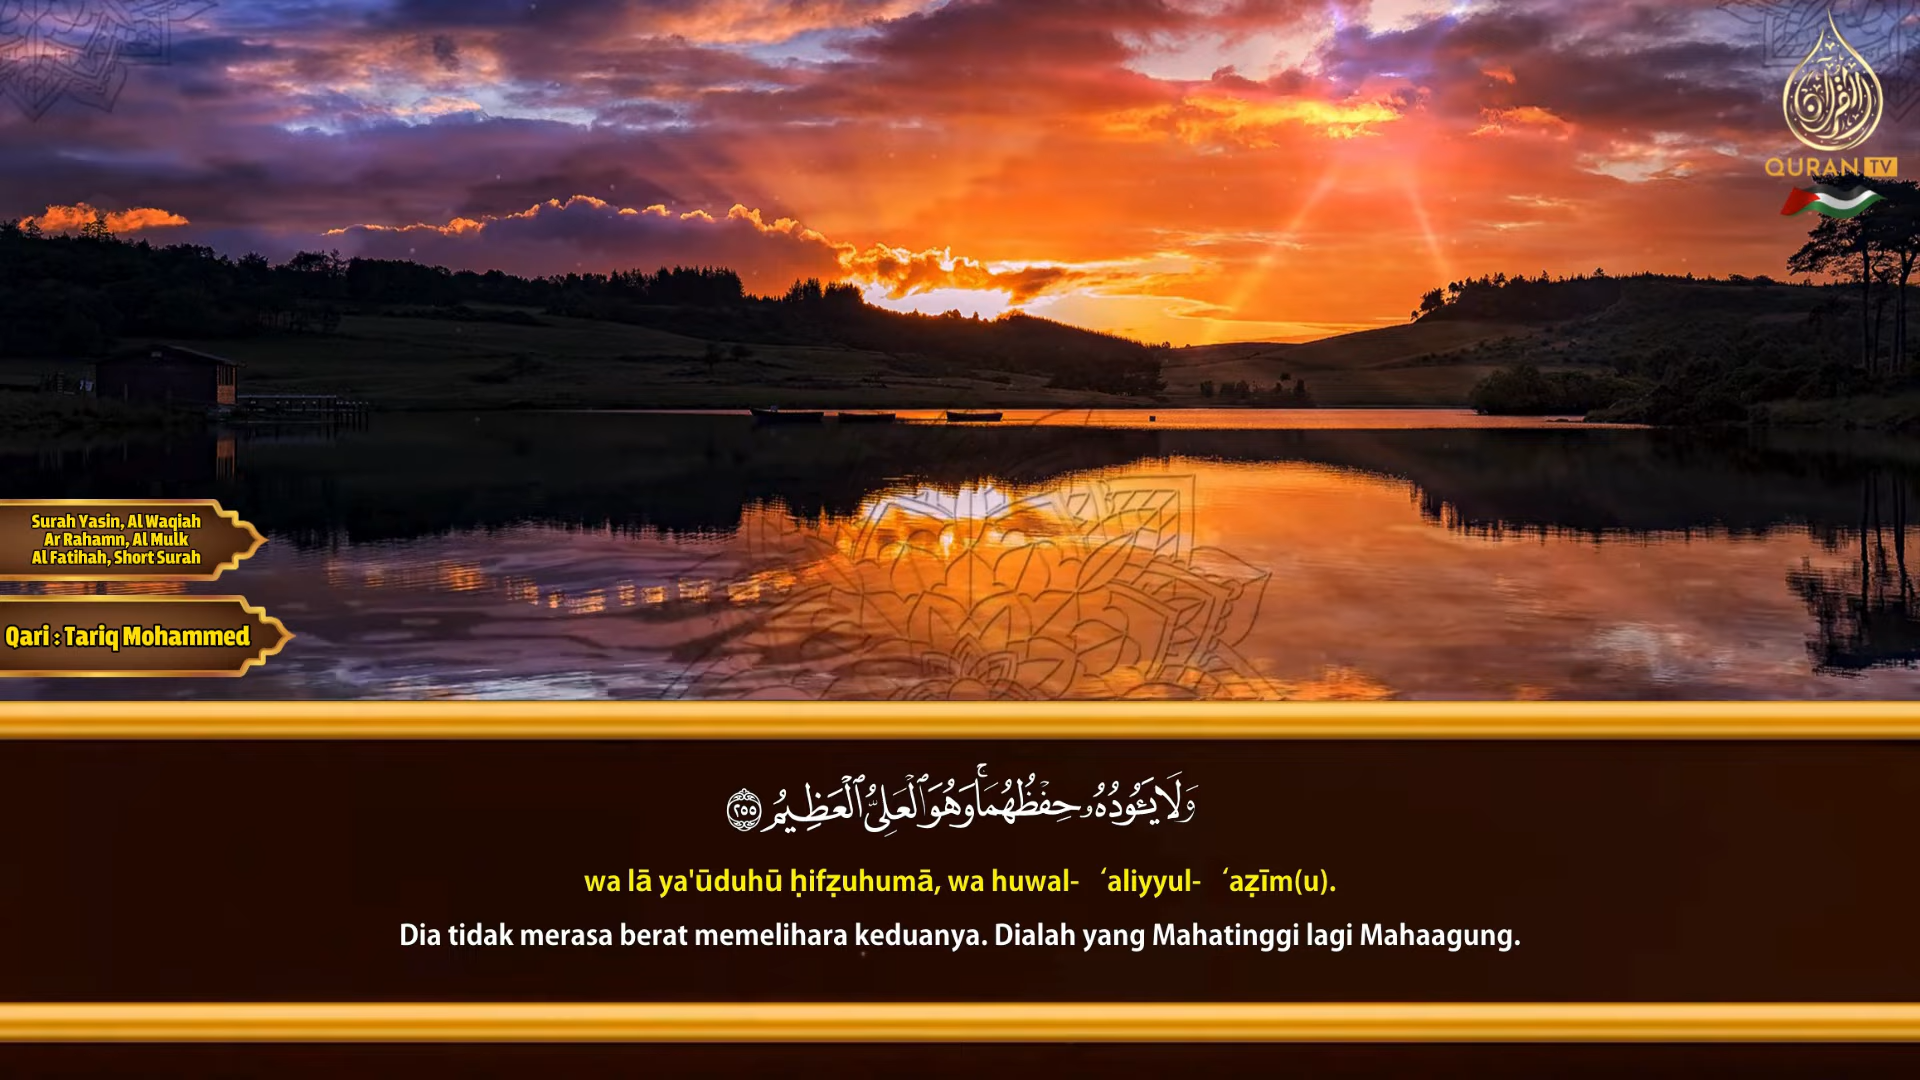 القرآن
QURAN TV
Surah Yasin, Al Waqiah
Ar Rahamn, Al Mulk
Al Fatihah, Short Surah
Qari : Tariq Mohammed
وَلَا يَـُٔودُهُۥ حِفْظُهُمَا ۚ وَهُوَ ٱلْعَلِىُّ ٱلْعَظِيمُ ٢٥٥
wa lā ya'ūduhū ḥifẓuhumā, wa huwal- ‘aliyyul- ‘aẓīm(u).
Dia tidak merasa berat memelihara keduanya. Dialah yang Mahatinggi lagi Mahaagung.